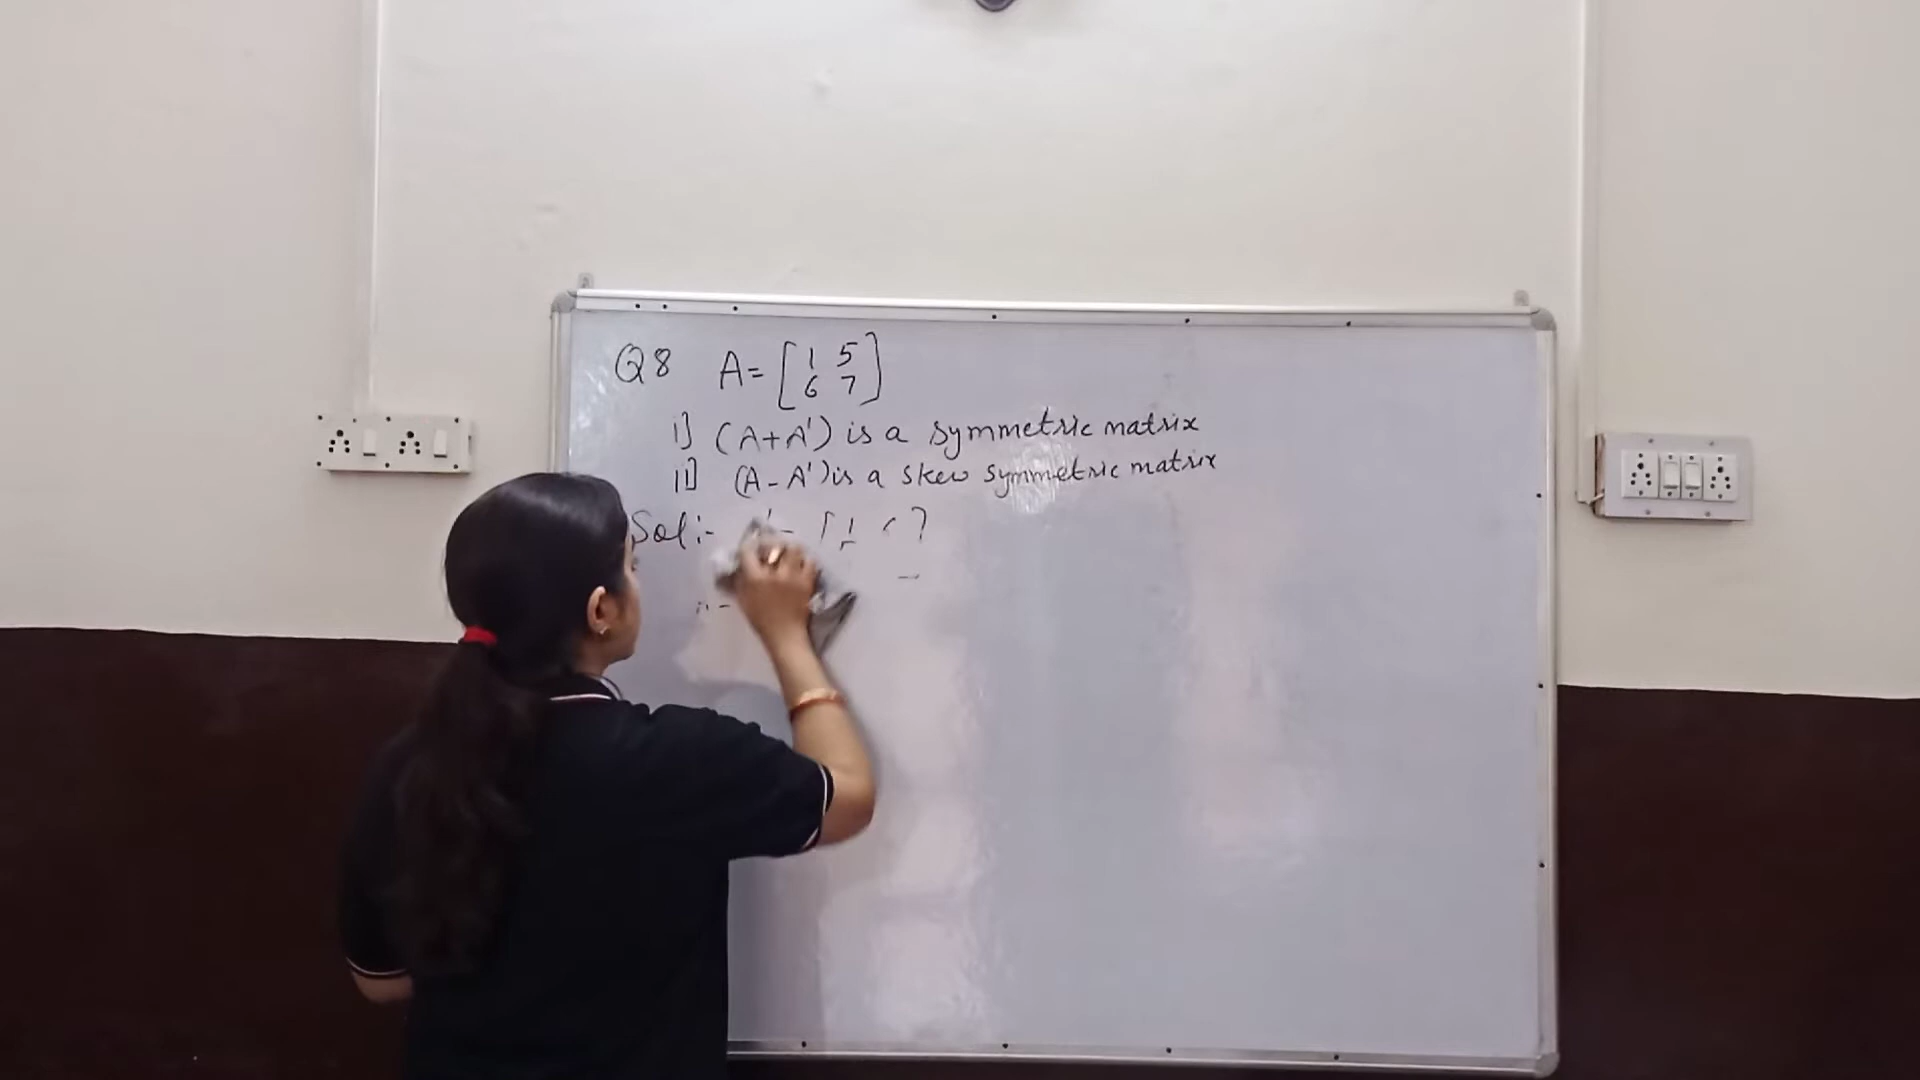 Q8 A = [ 1 5
6 7 ]
i] (A+A') is a symmetric matrix
ii] (A-A') is a skew symmetric matrix
Sol:-